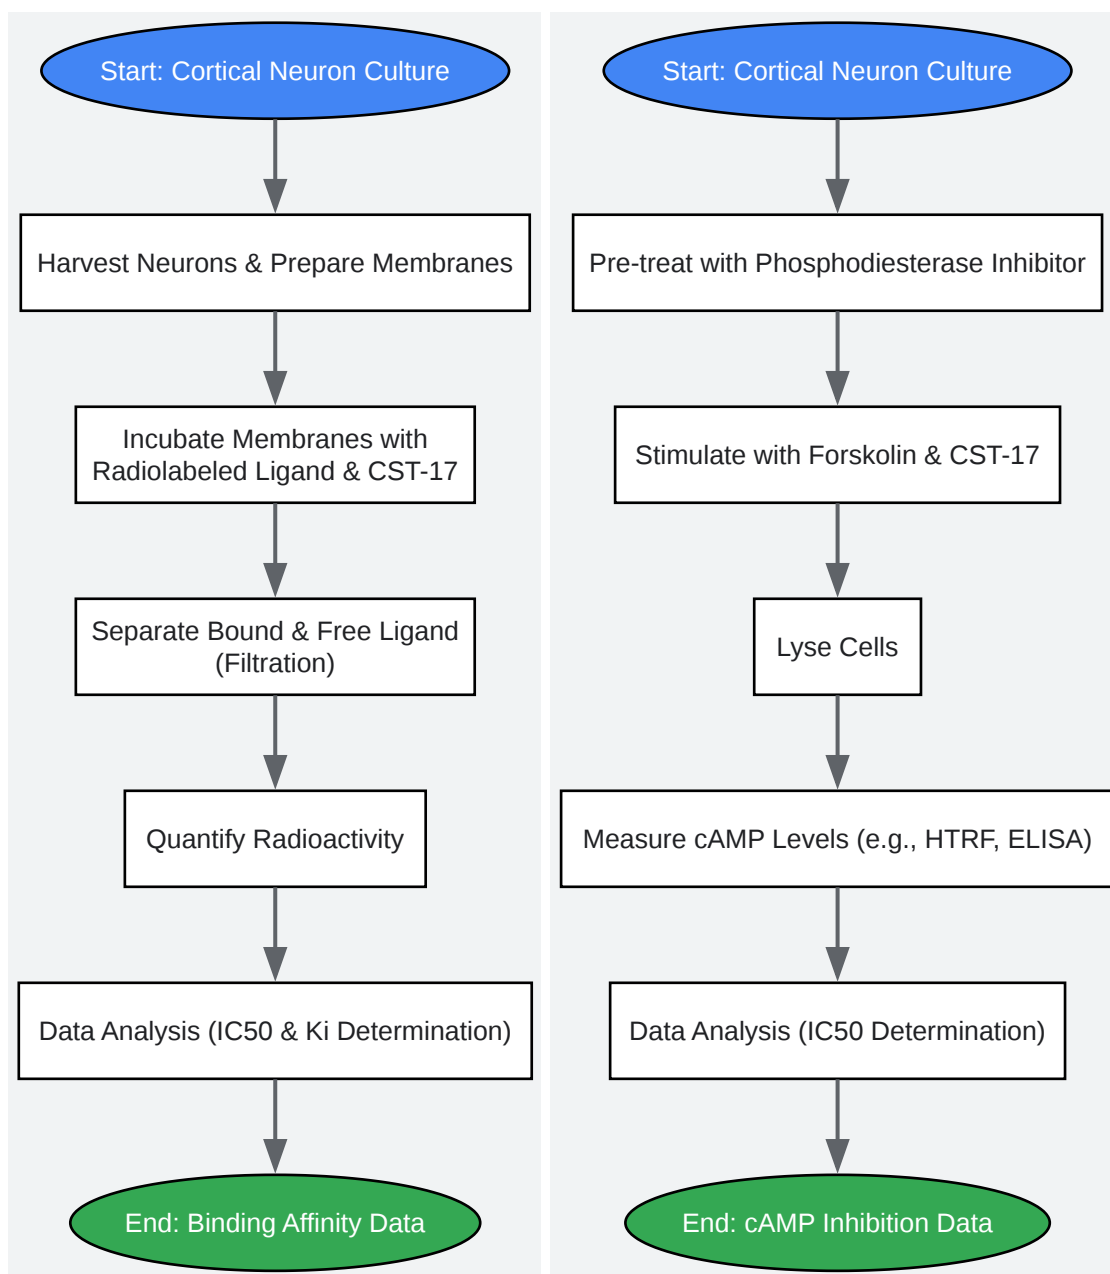 Start: Cortical Neuron Culture
Harvest Neurons & Prepare Membranes
Incubate Membranes with
Radiolabeled Ligand & CST-17
Separate Bound & Free Ligand
(Filtration)
Quantify Radioactivity
Data Analysis (IC50 & Ki Determination)
End: Binding Affinity Data
Start: Cortical Neuron Culture
Pre-treat with Phosphodiesterase Inhibitor
Stimulate with Forskolin & CST-17
Lyse Cells
Measure cAMP Levels (e.g., HTRF, ELISA)
Data Analysis (IC50 Determination)
End: cAMP Inhibition Data